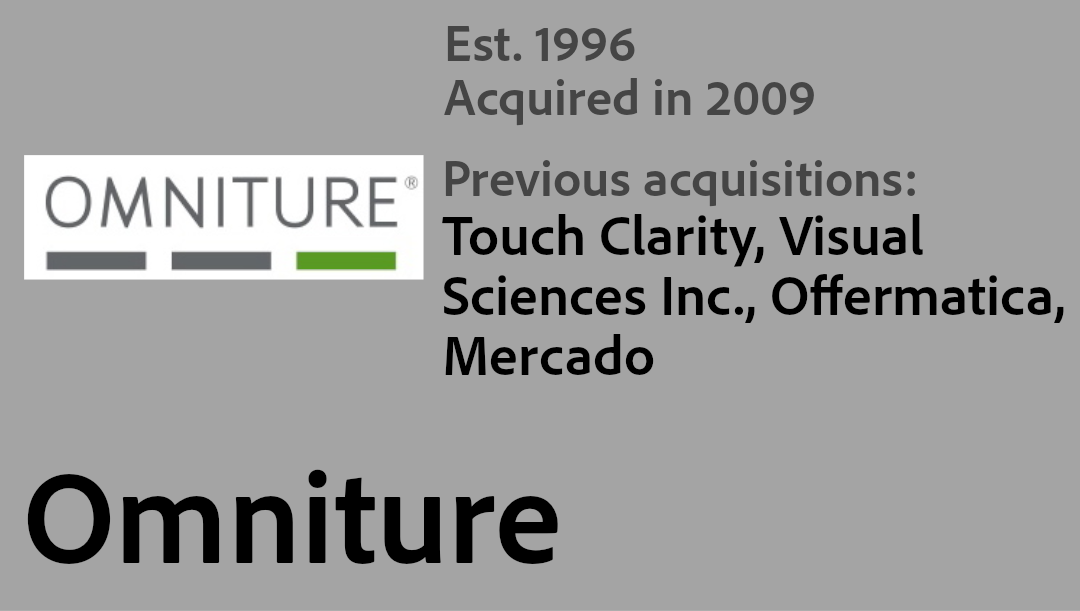 Est. 1996
Acquired in 2009
OMNITURE®
Previous acquisitions:
Touch Clarity, Visual
Sciences Inc., Offermatica,
Mercado
Omniture